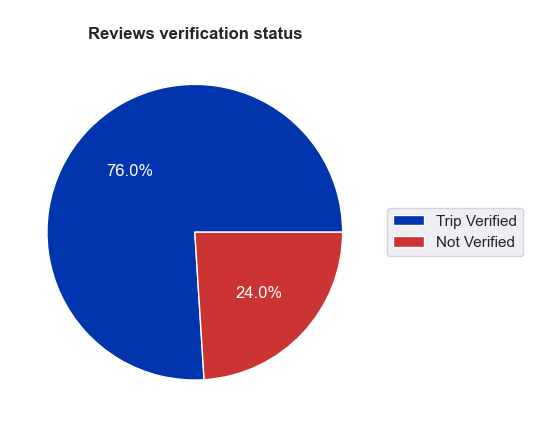 Reviews verification status
76.0%
Trip Verified
Not Verified
24.0%